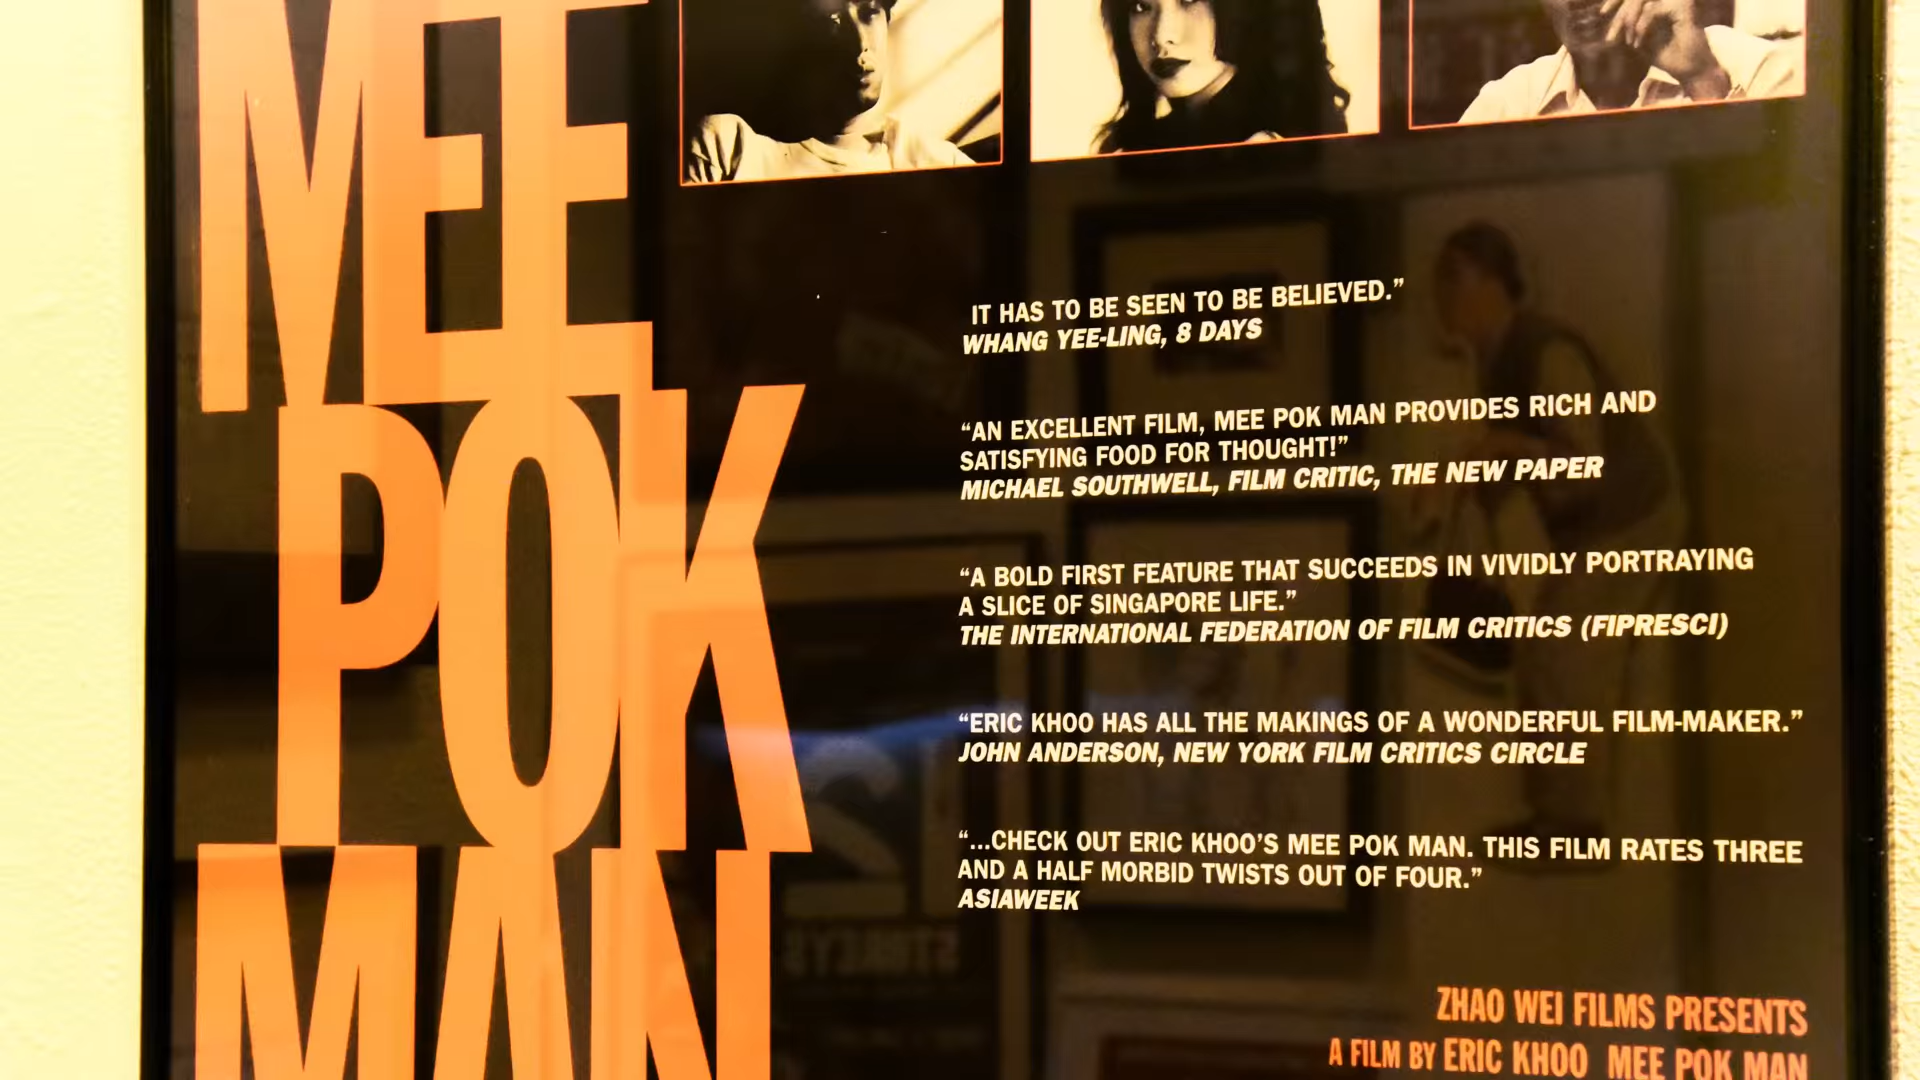 MEE
POK
MAN
IT HAS TO BE SEEN TO BE BELIEVED.”
WHANG YEE-LING, 8 DAYS
“AN EXCELLENT FILM, MEE POK MAN PROVIDES RICH AND
SATISFYING FOOD FOR THOUGHT!”
MICHAEL SOUTHWELL, FILM CRITIC, THE NEW PAPER
“A BOLD FIRST FEATURE THAT SUCCEEDS IN VIVIDLY PORTRAYING
A SLICE OF SINGAPORE LIFE.”
THE INTERNATIONAL FEDERATION OF FILM CRITICS (FIPRESCI)
“ERIC KHOO HAS ALL THE MAKINGS OF A WONDERFUL FILM-MAKER.”
JOHN ANDERSON, NEW YORK FILM CRITICS CIRCLE
“...CHECK OUT ERIC KHOO’S MEE POK MAN. THIS FILM RATES THREE
AND A HALF MORBID TWISTS OUT OF FOUR.”
ASIAWEEK
STOREYS
ZHAO WEI FILMS PRESENTS
A FILM BY ERIC KHOO MEE POK MAN